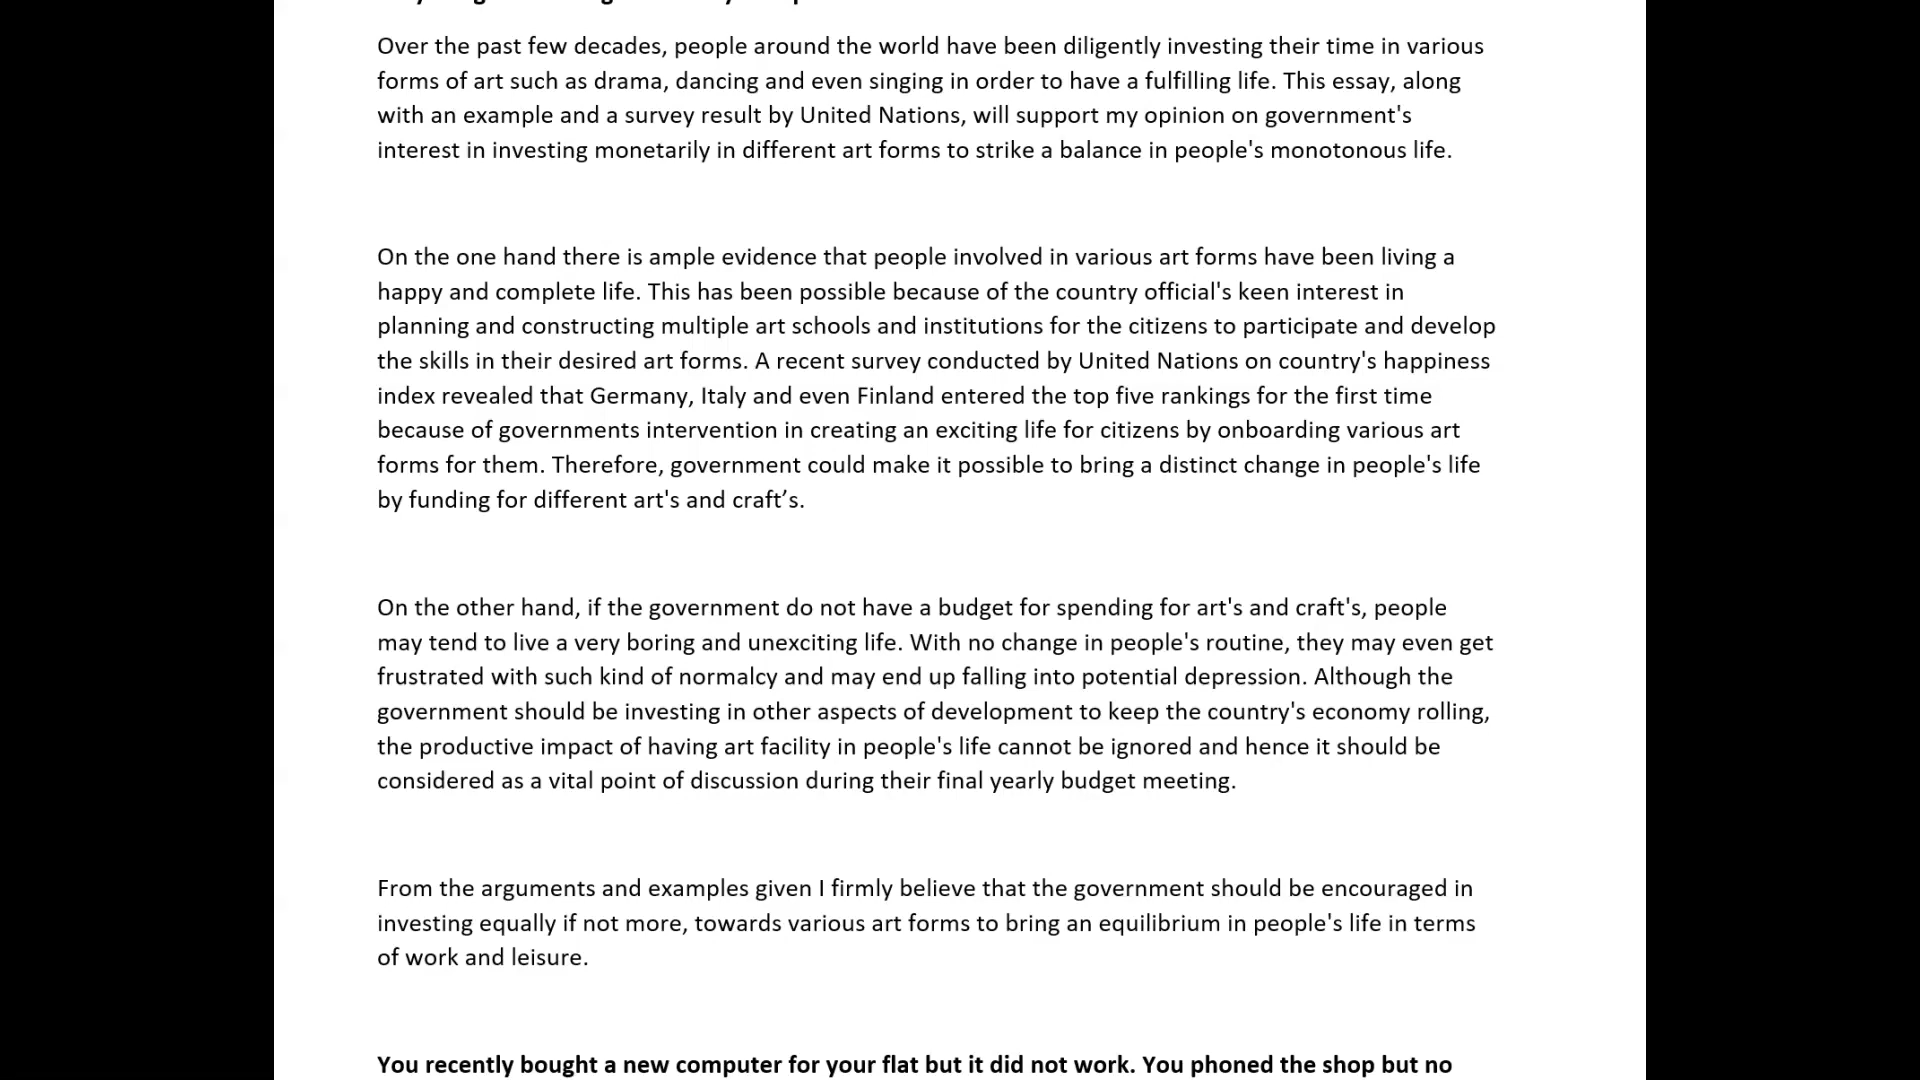 Over the past few decades, people around the world have been diligently investing their time in various
forms of art such as drama, dancing and even singing in order to have a fulfilling life. This essay, along
with an example and a survey result by United Nations, will support my opinion on government's
interest in investing monetarily in different art forms to strike a balance in people's monotonous life.
On the one hand there is ample evidence that people involved in various art forms have been living a
happy and complete life. This has been possible because of the country official's keen interest in
planning and constructing multiple art schools and institutions for the citizens to participate and develop
the skills in their desired art forms. A recent survey conducted by United Nations on country's happiness
index revealed that Germany, Italy and even Finland entered the top five rankings for the first time
because of governments intervention in creating an exciting life for citizens by onboarding various art
forms for them. Therefore, government could make it possible to bring a distinct change in people's life
by funding for different art's and craft’s.
On the other hand, if the government do not have a budget for spending for art's and craft's, people
may tend to live a very boring and unexciting life. With no change in people's routine, they may even get
frustrated with such kind of normalcy and may end up falling into potential depression. Although the
government should be investing in other aspects of development to keep the country's economy rolling,
the productive impact of having art facility in people's life cannot be ignored and hence it should be
considered as a vital point of discussion during their final yearly budget meeting.
From the arguments and examples given I firmly believe that the government should be encouraged in
investing equally if not more, towards various art forms to bring an equilibrium in people's life in terms
of work and leisure.
You recently bought a new computer for your flat but it did not work. You phoned the shop but no